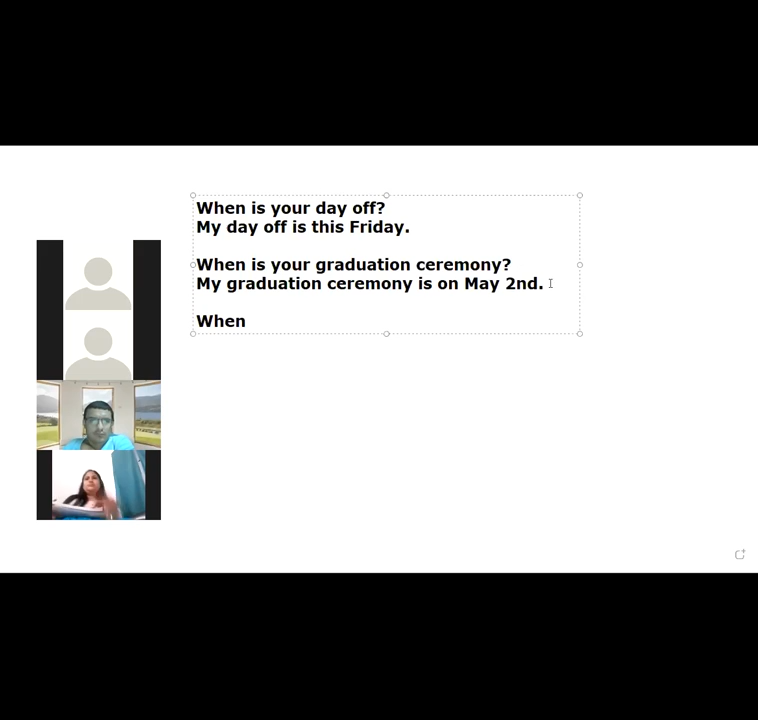 When is your day off?
My day off is this Friday.
When is your graduation ceremony?
My graduation ceremony is on May 2nd.
When